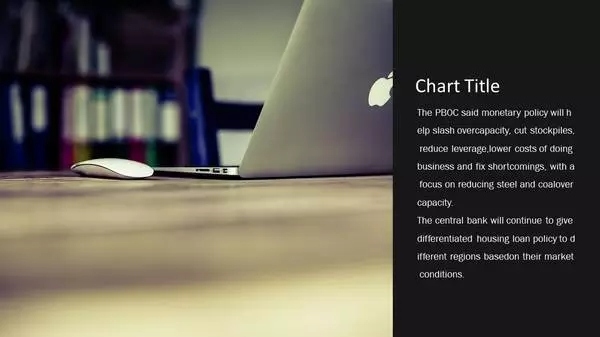 Chart Title
The PBOC said monetary policy will h
elp slash overcapacity, cut stockpiles,
reduce leverage,lower costs of doing
business and fix shortcomings, with a
focus on reducing steel and coalover
capacity.
The central bank will continue to give
differentiated housing loan policy to d
ifferent regions basedon their market
conditions.